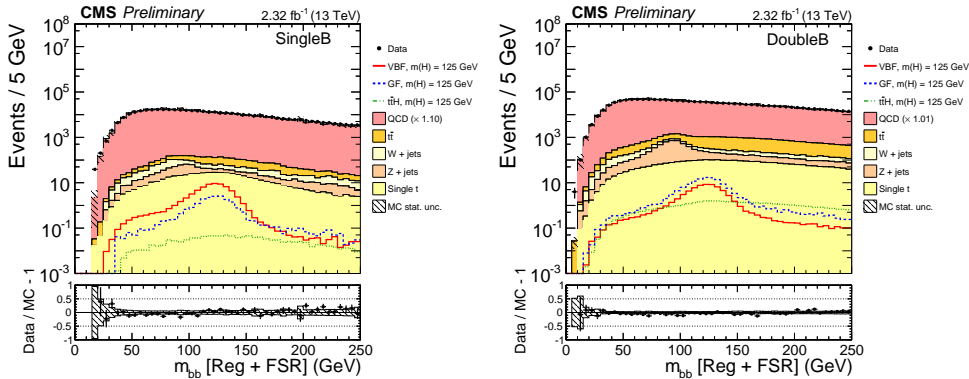 CMS Preliminary 2.32 fb⁻¹ (13 TeV)
SingleB
Events / 5 GeV
10⁸
10⁷
10⁵
10³
10
10⁻¹
10⁻³
Data
VBF, m(H) = 125 GeV
GF, m(H) = 125 GeV
tt̄H, m(H) = 125 GeV
QCD (× 1.10)
tt̄
W + jets
Z + jets
Single t
MC stat. unc.
Data / MC - 1
1
0.5
0
-0.5
-1
0 50 100 150 200 250
m_bb [Reg + FSR] (GeV)
CMS Preliminary 2.32 fb⁻¹ (13 TeV)
DoubleB
Events / 5 GeV
10⁸
10⁷
10⁵
10³
10
10⁻¹
10⁻³
Data
VBF, m(H) = 125 GeV
GF, m(H) = 125 GeV
tt̄H, m(H) = 125 GeV
QCD (× 1.01)
tt̄
W + jets
Z + jets
Single t
MC stat. unc.
Data / MC - 1
1
0.5
0
-0.5
-1
0 50 100 150 200 250
m_bb [Reg + FSR] (GeV)